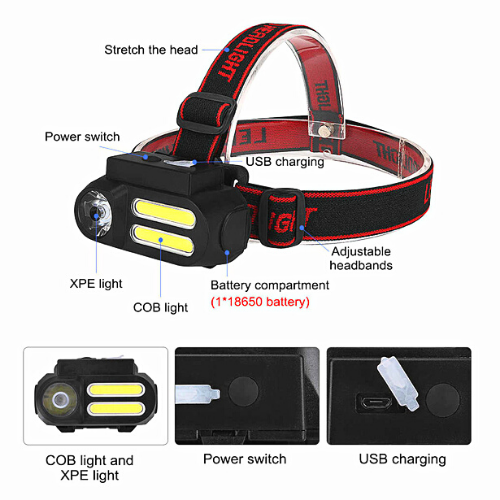 Stretch the head
HEADLIGHT
Power switch
USB charging
Adjustable
headbands
XPE light
COB light
Battery compartment
(1*18650 battery)
COB light and
XPE light
Power switch
USB charging